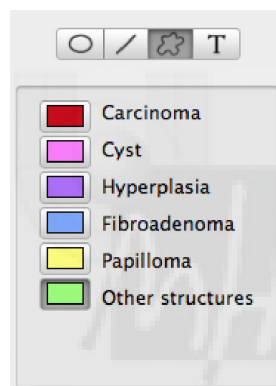 T
Carcinoma
Cyst
Hyperplasia
Fibroadenoma
Papilloma
Other structures